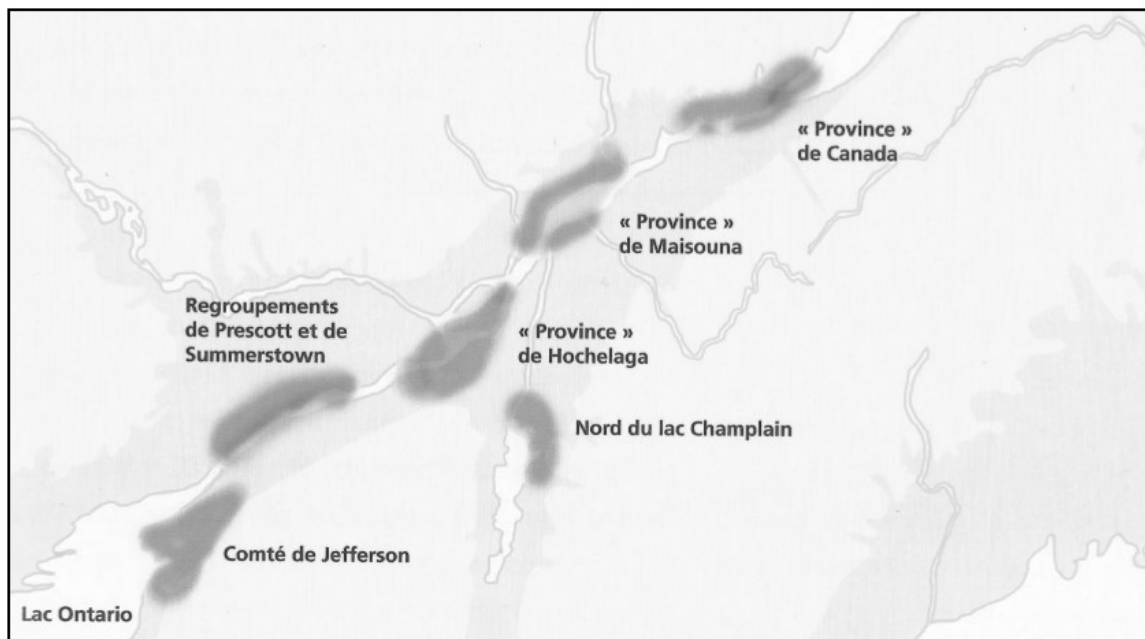 « Province »
de Canada
« Province »
de Maisouna
Regroupements
de Prescott et de
Summerstown
« Province »
de Hochelaga
Nord du lac Champlain
Comté de Jefferson
Lac Ontario